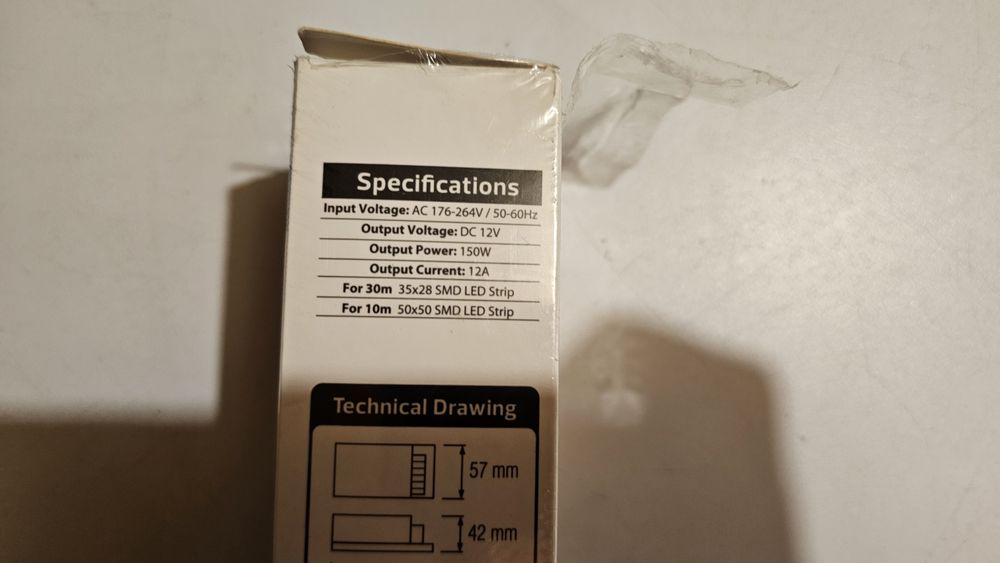 Specifications
Input Voltage: AC 176-264V / 50-60Hz
Output Voltage: DC 12V
Output Power: 150W
Output Current: 12A
For 30m 35x28 SMD LED Strip
For 10m 50x50 SMD LED Strip
Technical Drawing
57 mm
42 mm